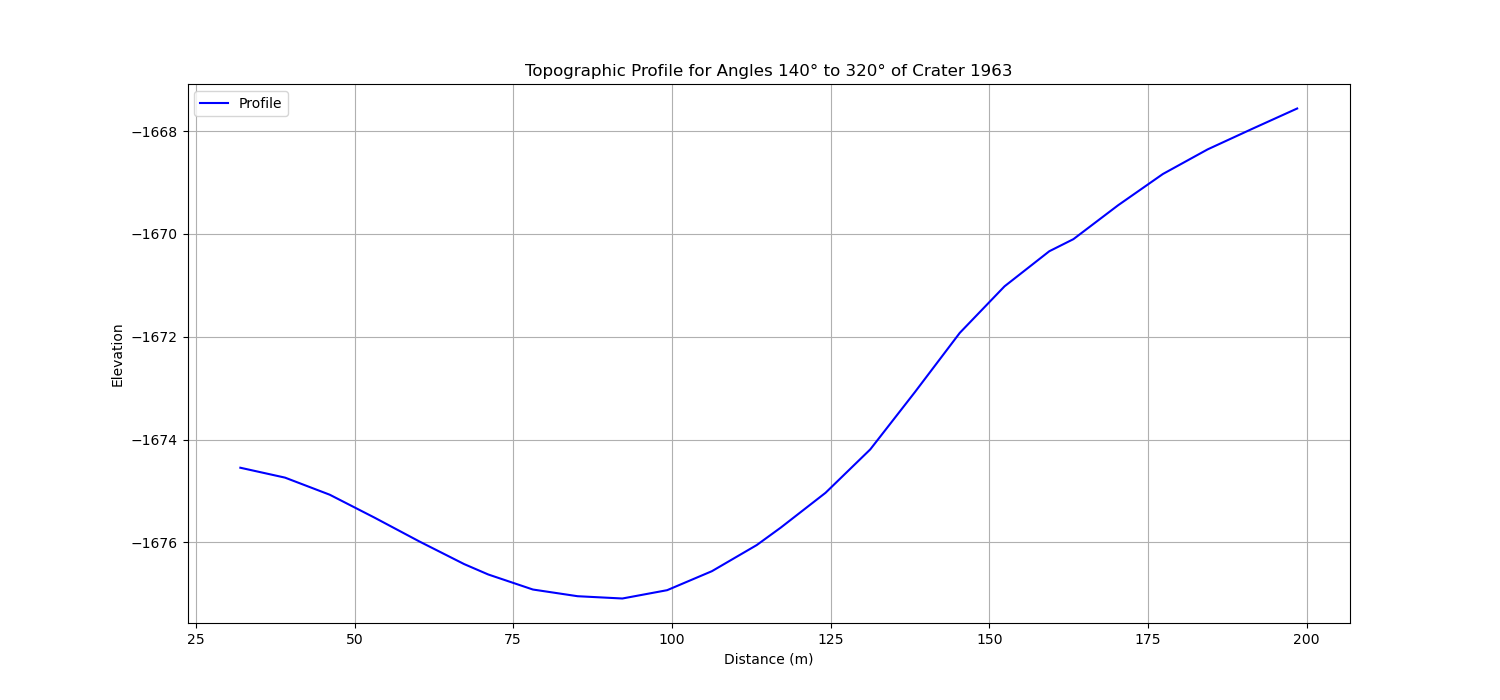 Topographic Profile for Angles 140° to 320° of Crater 1963
Profile
−1668
−1670
−1672
−1674
−1676
Elevation
25 50 75 100 125 150 175 200
Distance (m)